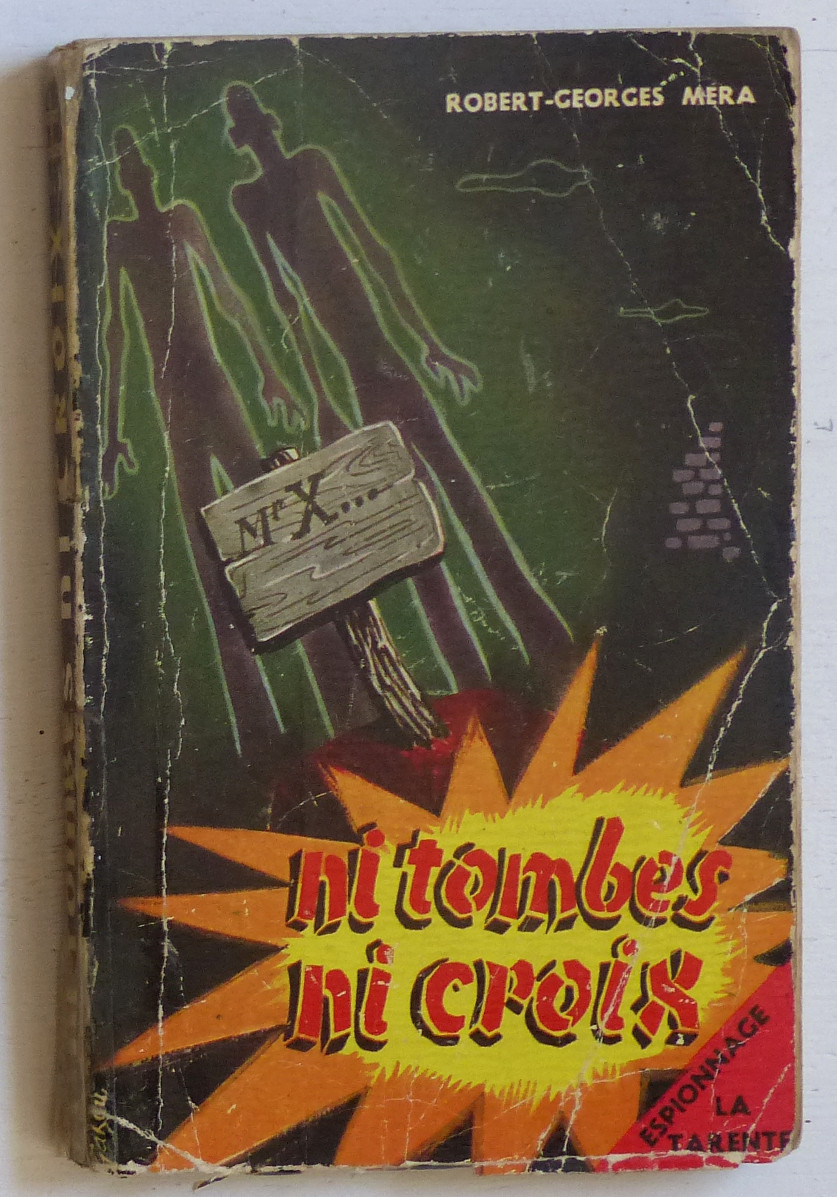 ROBERT-GEORGES MERA
Mr X...
ni tombes
ni croix
ESPIONNAGE
LA
TARENTE